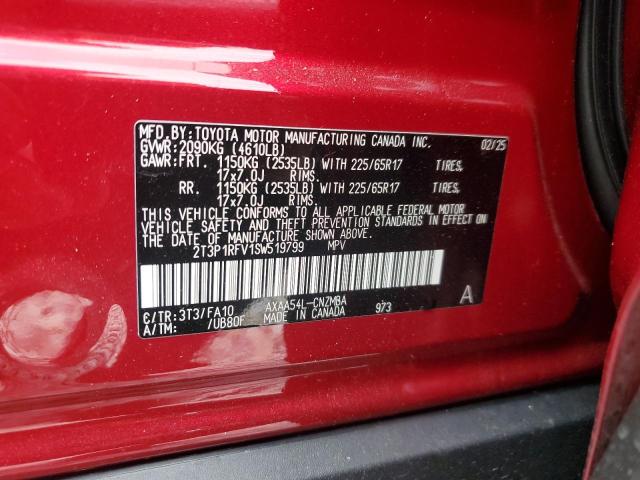 MFD. BY: TOYOTA MOTOR MANUFACTURING CANADA INC. 02/25
GVWR: 2090KG (4610LB)
GAWR: FRT. 1150KG (2535LB) WITH 225/65R17 TIRES,
17x7.0J RIMS.
RR. 1150KG (2535LB) WITH 225/65R17 TIRES,
17x7.0J RIMS.
THIS VEHICLE CONFORMS TO ALL APPLICABLE FEDERAL MOTOR
VEHICLE SAFETY AND THEFT PREVENTION STANDARDS IN
EFFECT ON THE DATE OF MANUFACTURE SHOWN ABOVE.
2T3P1RFV1SW519799 MPV
C/TR: 3T3/FA10 AXAA54L-CNZMBA 973 A
A/TM: /UB80F MADE IN CANADA